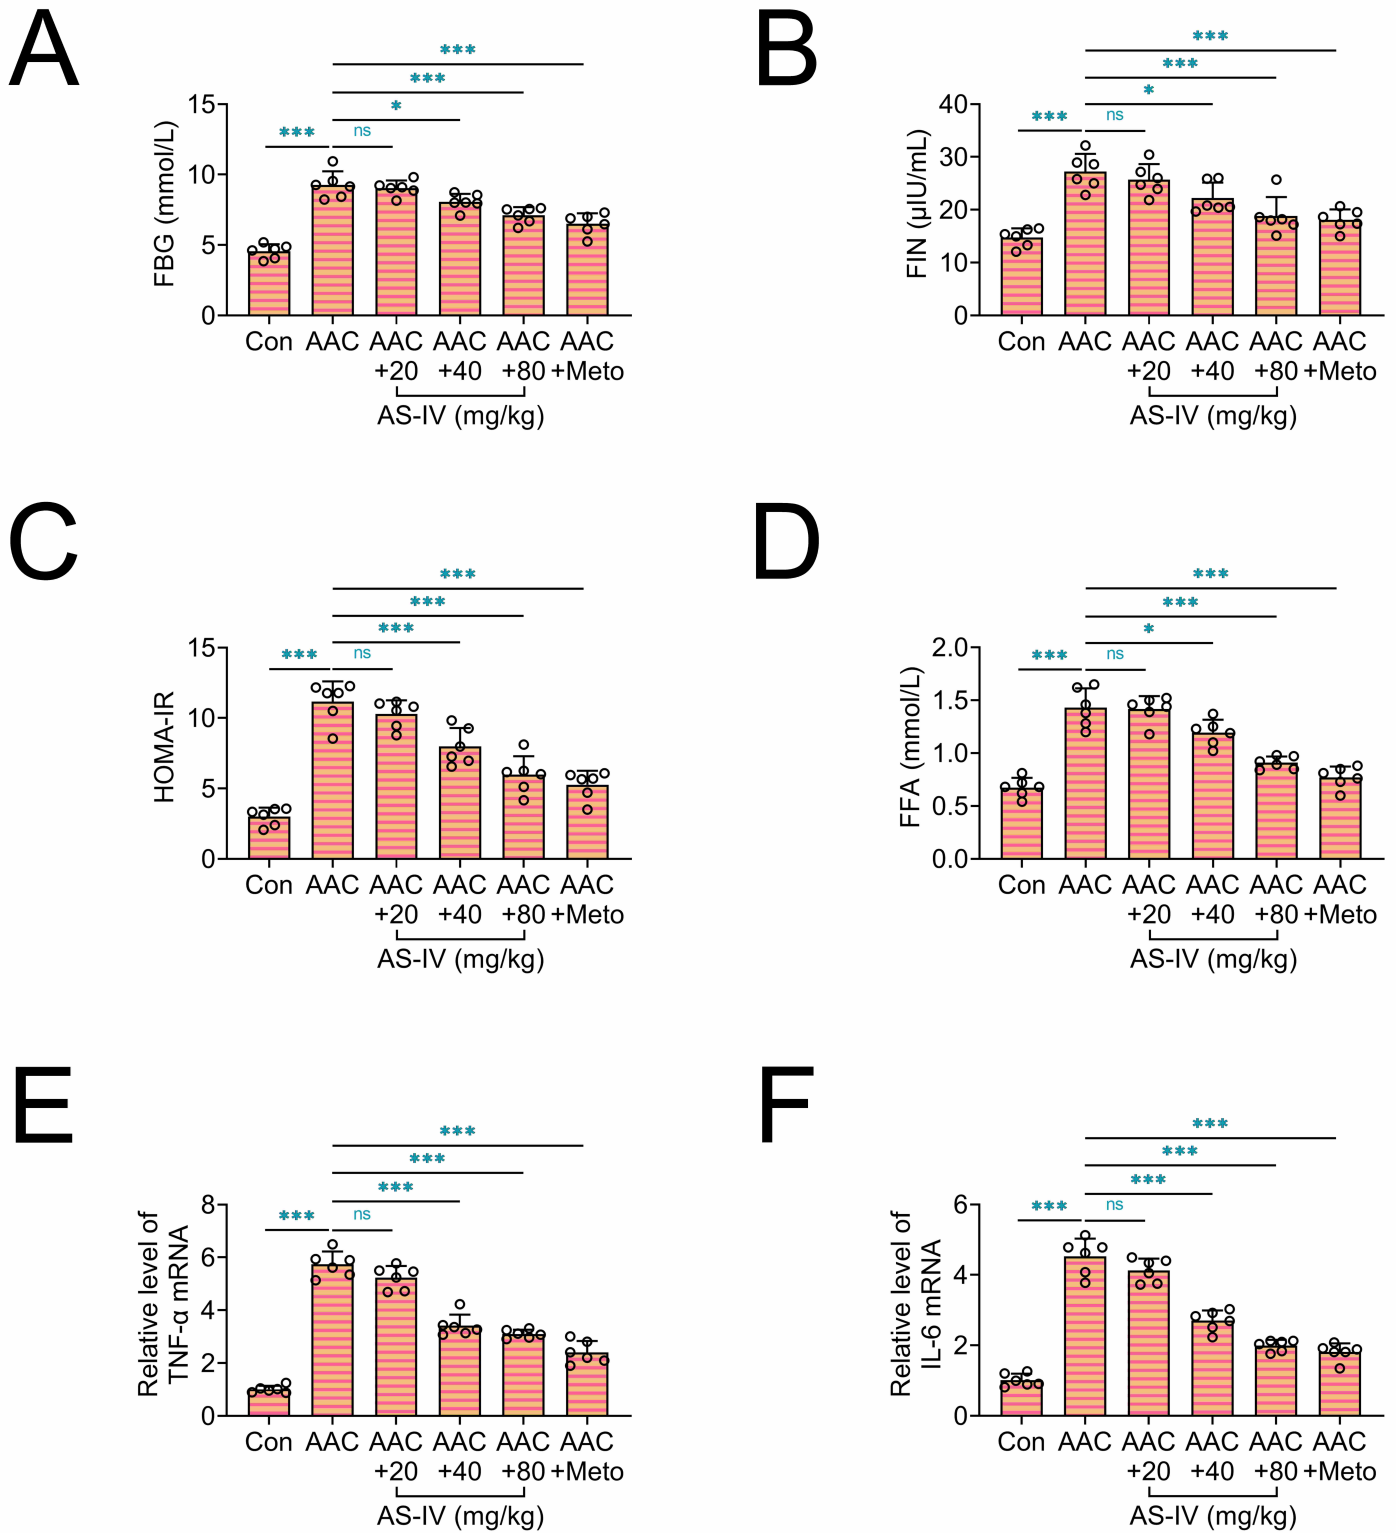 A
***
***
*
***
ns
FBG (mmol/L)
15
10
5
0
Con AAC AAC AAC AAC AAC
+20 +40 +80 +Meto
AS-IV (mg/kg)
B
***
***
*
***
ns
FIN (μIU/mL)
40
30
20
10
0
Con AAC AAC AAC AAC AAC
+20 +40 +80 +Meto
AS-IV (mg/kg)
C
***
***
***
***
ns
HOMA-IR
15
10
5
0
Con AAC AAC AAC AAC AAC
+20 +40 +80 +Meto
AS-IV (mg/kg)
D
***
***
*
***
ns
FFA (mmol/L)
2.0
1.5
1.0
0.5
0.0
Con AAC AAC AAC AAC AAC
+20 +40 +80 +Meto
AS-IV (mg/kg)
E
***
***
***
***
ns
Relative level of
TNF-α mRNA
8
6
4
2
0
Con AAC AAC AAC AAC AAC
+20 +40 +80 +Meto
AS-IV (mg/kg)
F
***
***
***
***
ns
Relative level of
IL-6 mRNA
6
4
2
0
Con AAC AAC AAC AAC AAC
+20 +40 +80 +Meto
AS-IV (mg/kg)